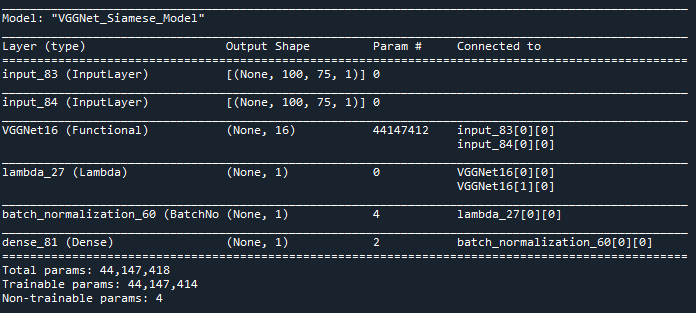 Model: "VGGNet_Siamese_Model"
Layer (type) Output Shape Param # Connected to
input_83 (InputLayer) [(None, 100, 75, 1)] 0
input_84 (InputLayer) [(None, 100, 75, 1)] 0
VGGNet16 (Functional) (None, 16) 44147412 input_83[0][0]
input_84[0][0]
lambda_27 (Lambda) (None, 1) 0 VGGNet16[0][0]
VGGNet16[1][0]
batch_normalization_60 (BatchNo (None, 1) 4 lambda_27[0][0]
dense_81 (Dense) (None, 1) 2 batch_normalization_60[0][0]
Total params: 44,147,418
Trainable params: 44,147,414
Non-trainable params: 4